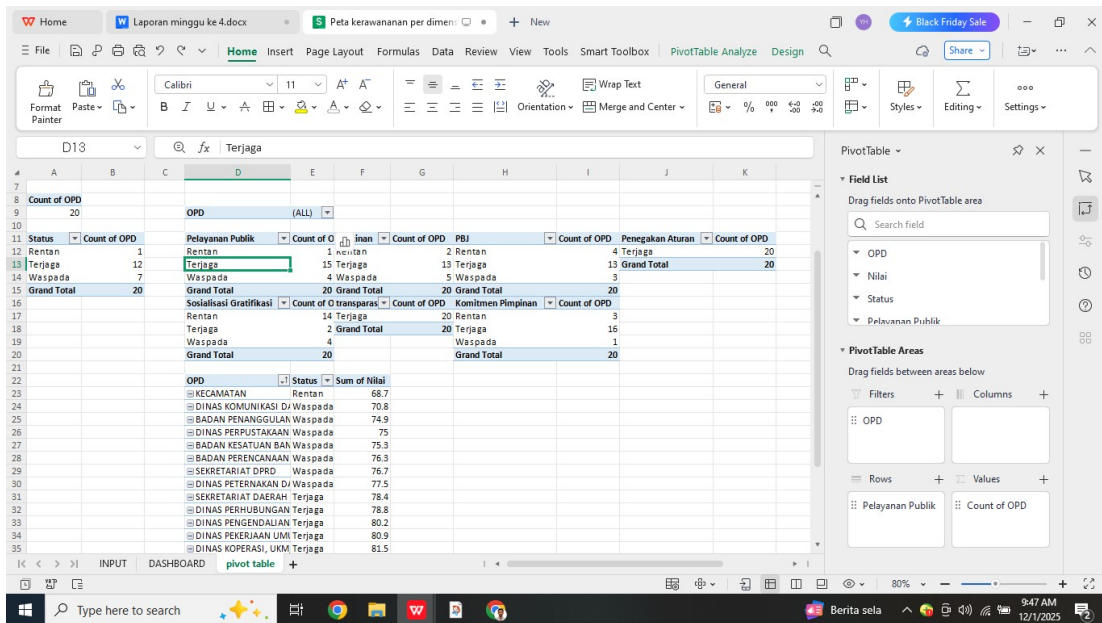 Home
Laporan minggu ke 4.docx
Peta kerawananan per dimen
New
Black Friday Sale
File
Home Insert Page Layout Formulas Data Review View Tools Smart Toolbox PivotTable Analyze Design
Share
Format Painter
Paste
Calibri 11
Orientation
Wrap Text
Merge and Center
General
Styles
Editing
Settings
D13
fx Terjaga
A B C D E F G H I J K
7
8 Count of OPD
9 20 OPD (ALL)
10
11 Status Count of OPD Pelayanan Publik Count of O inan Count of OPD PBJ Count of OPD Penegakan Aturan Count of OPD
12 Rentan 1 Rentan 1 Rentan 2 Rentan 4 Terjaga 20
13 Terjaga 12 Terjaga 15 Terjaga 13 Terjaga 13 Grand Total 20
14 Waspada 7 Waspada 4 Waspada 5 Waspada 3
15 Grand Total 20 Grand Total 20 Grand Total 20 Grand Total 20
16 Sosialisasi Gratifikasi Count of O transparas Count of OPD Komitmen Pimpinan Count of OPD
17 Rentan 14 Terjaga 20 Rentan 3
18 Terjaga 2 Grand Total 20 Terjaga 16
19 Waspada 4 Waspada 1
20 Grand Total 20 Grand Total 20
21
22 OPD Status Sum of Nilai
23 KECAMATAN Rentan 68.7
24 DINAS KOMUNIKASI DA Waspada 70.8
25 BADAN PENANGGULAN Waspada 74.9
26 DINAS PERPUSTAKAAN Waspada 75
27 BADAN KESATUAN BAN Waspada 75.3
28 BADAN PERENCANAAN Waspada 76.3
29 SEKRETARIAT DPRD Waspada 76.7
30 DINAS PETERNAKAN DA Waspada 77.5
31 SEKRETARIAT DAERAH Terjaga 78.4
32 DINAS PERHUBUNGAN Terjaga 78.8
33 DINAS PENGENDALIAN Terjaga 80.2
34 DINAS PEKERJAAN UMU Terjaga 80.9
35 DINAS KOPERASI, UKM Terjaga 81.5
PivotTable
Field List
Drag fields onto PivotTable area
Search field
OPD
Nilai
Status
Pelayanan Publik
PivotTable Areas
Drag fields between areas below
Filters + Columns +
OPD
Rows + Values +
Pelayanan Publik Count of OPD
INPUT DASHBOARD pivot table +
80%
Type here to search
Berita sela
9:47 AM
12/1/2025